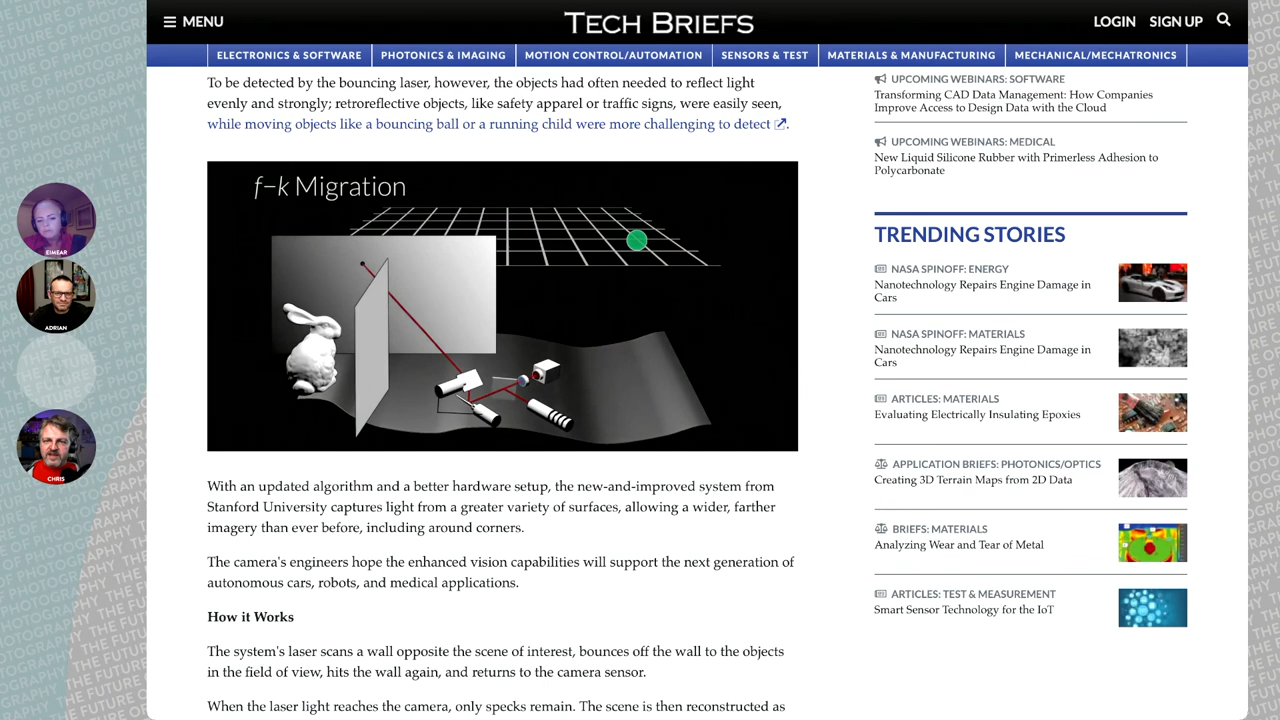 MENU
TECH BRIEFS
LOGIN
SIGN UP
ELECTRONICS & SOFTWARE
PHOTONICS & IMAGING
MOTION CONTROL/AUTOMATION
SENSORS & TEST
MATERIALS & MANUFACTURING
MECHANICAL/MECHATRONICS
To be detected by the bouncing laser, however, the objects had often needed to reflect light
evenly and strongly; retroreflective objects, like safety apparel or traffic signs, were easily seen,
while moving objects like a bouncing ball or a running child were more challenging to detect.
f–k Migration
With an updated algorithm and a better hardware setup, the new-and-improved system from
Stanford University captures light from a greater variety of surfaces, allowing a wider, farther
imagery than ever before, including around corners.
The camera's engineers hope the enhanced vision capabilities will support the next generation of
autonomous cars, robots, and medical applications.
How it Works
The system's laser scans a wall opposite the scene of interest, bounces off the wall to the objects
in the field of view, hits the wall again, and returns to the camera sensor.
When the laser light reaches the camera, only specks remain. The scene is then reconstructed as
UPCOMING WEBINARS: SOFTWARE
Transforming CAD Data Management: How Companies
Improve Access to Design Data with the Cloud
UPCOMING WEBINARS: MEDICAL
New Liquid Silicone Rubber with Primerless Adhesion to
Polycarbonate
TRENDING STORIES
NASA SPINOFF: ENERGY
Nanotechnology Repairs Engine Damage in
Cars
NASA SPINOFF: MATERIALS
Nanotechnology Repairs Engine Damage in
Cars
ARTICLES: MATERIALS
Evaluating Electrically Insulating Epoxies
APPLICATION BRIEFS: PHOTONICS/OPTICS
Creating 3D Terrain Maps from 2D Data
BRIEFS: MATERIALS
Analyzing Wear and Tear of Metal
ARTICLES: TEST & MEASUREMENT
Smart Sensor Technology for the IoT
EIMEAR
ADRIAN
CHRIS